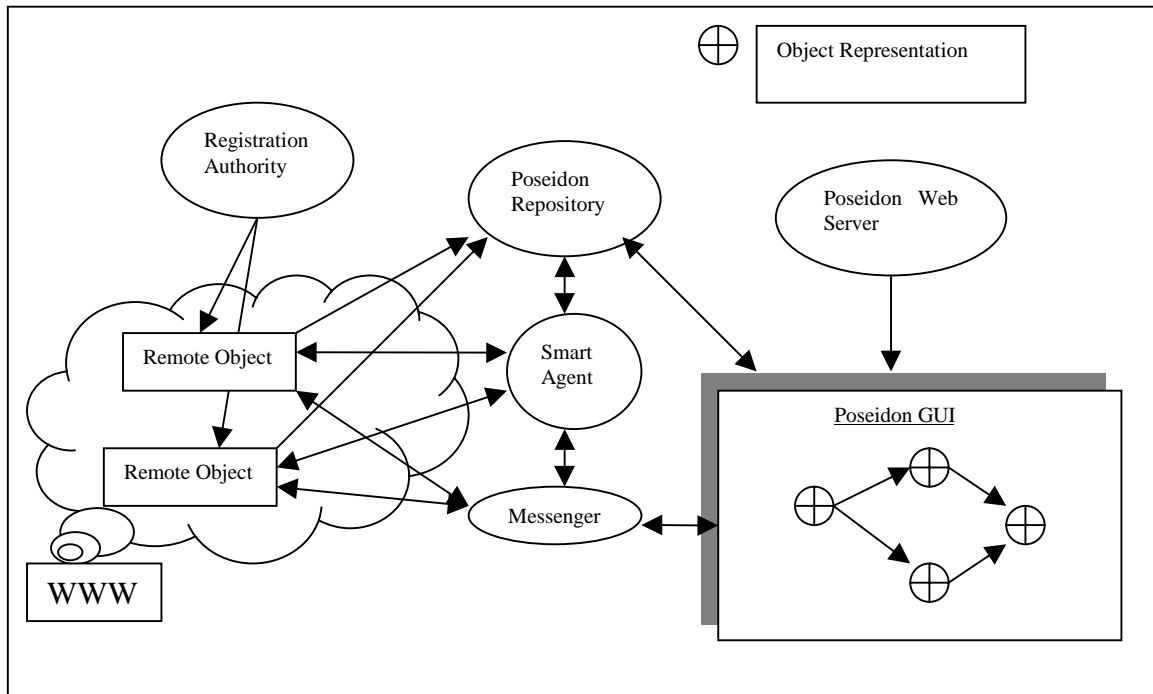 Object Representation
Registration
Authority
Poseidon
Repository
Poseidon Web
Server
Remote Object
Smart
Agent
Poseidon GUI
Remote Object
Messenger
WWW